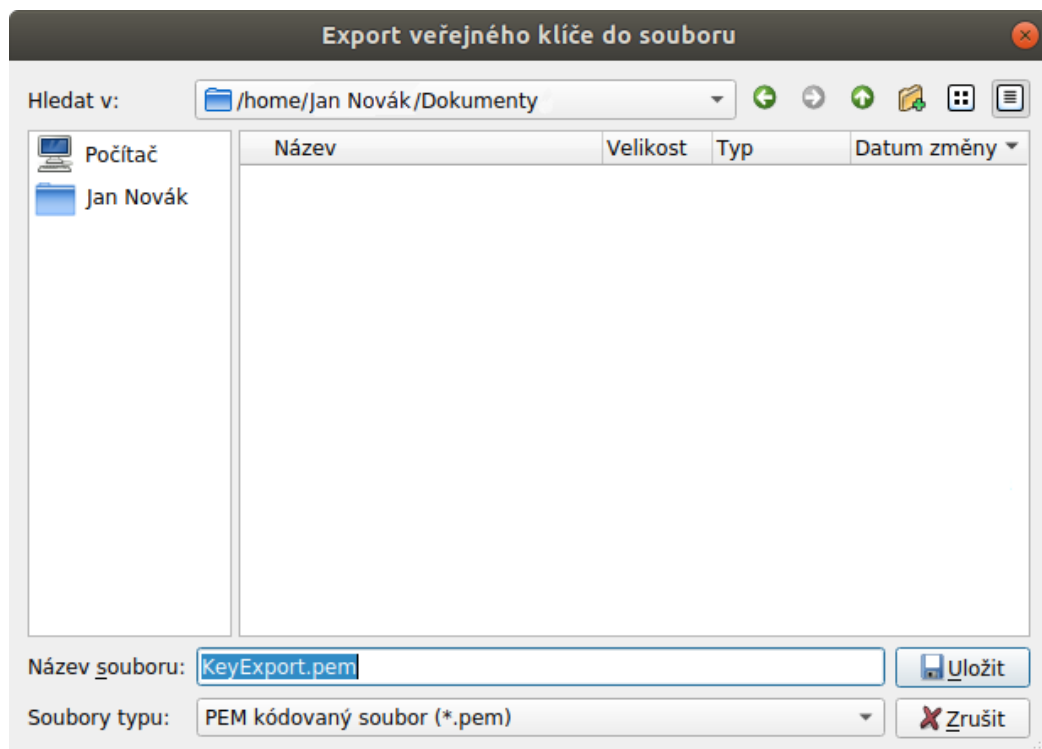 Export veřejného klíče do souboru
Hledat v: /home/Jan Novák/Dokumenty
Počítač
Jan Novák
Název Velikost Typ Datum změny
Název souboru: KeyExport.pem Uložit
Soubory typu: PEM kódovaný soubor (*.pem) Zrušit